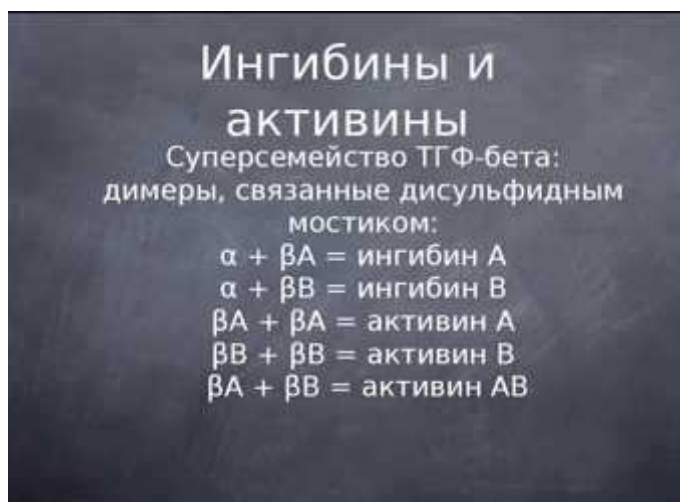 Ингибины и
активины
Суперсемейство ТГФ-бета:
димеры, связанные дисульфидным
мостиком:
α + βA = ингибин А
α + βB = ингибин В
βA + βA = активин А
βB + βB = активин В
βA + βB = активин АВ